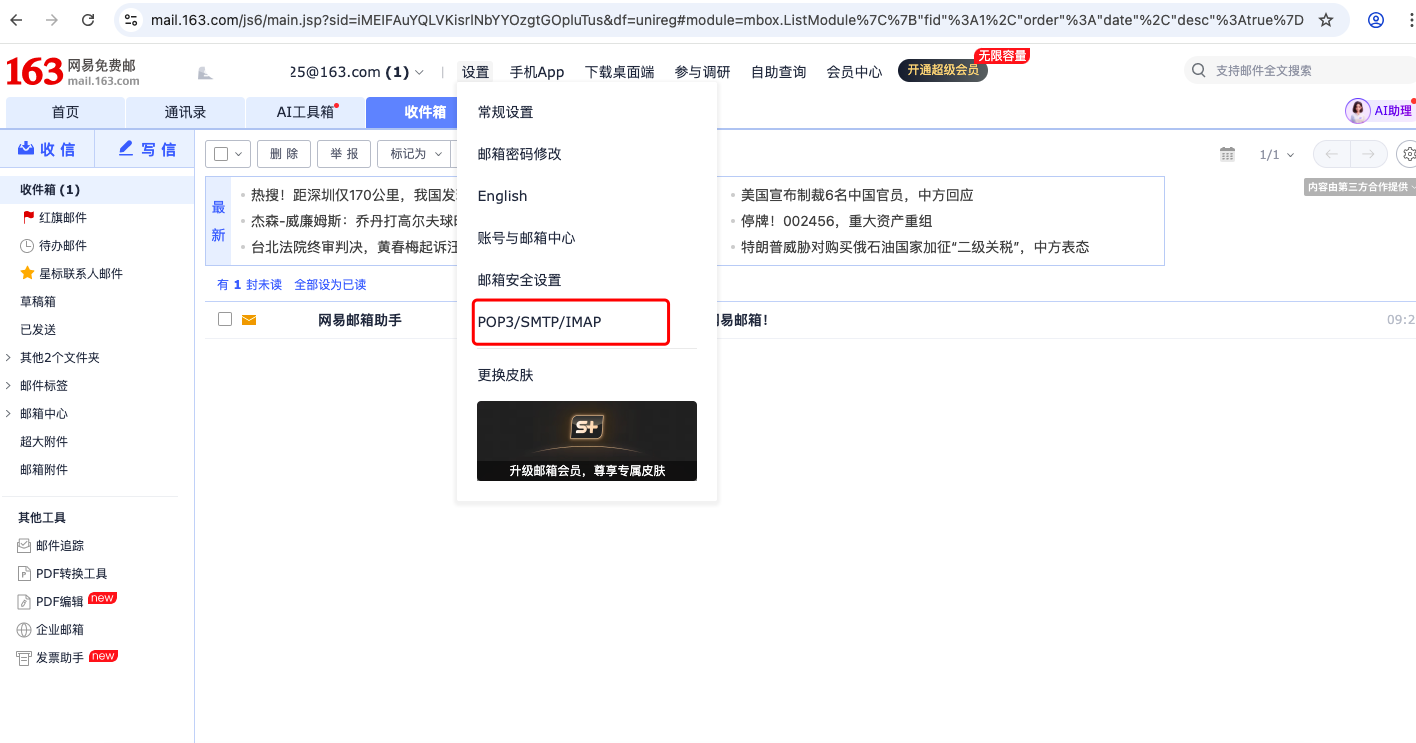 mail.163.com/js6/main.jsp?sid=iMEIFAuYQLVKisrlNbYYOzgtGOpluTus&df=unireg#module=mbox.ListModule%7C%7B"fid"%3A1%2C"order"%3A"date"%2C"desc"%3Atrue%7D
163 网易免费邮
mail.163.com
25@163.com (1)
设置 手机App 下载桌面端 参与调研 自助查询 会员中心 开通超级会员
无限容量
支持邮件全文搜索
首页 通讯录 AI工具箱 收件箱
AI助理
收 信 写 信
删 除 举 报 标记为
1/1
内容由第三方合作提供
常规设置
邮箱密码修改
English
账号与邮箱中心
邮箱安全设置
POP3/SMTP/IMAP
更换皮肤
S+
升级邮箱会员，尊享专属皮肤
收件箱 (1)
红旗邮件
待办邮件
星标联系人邮件
草稿箱
已发送
其他2个文件夹
邮件标签
邮箱中心
超大附件
邮箱附件
其他工具
邮件追踪
PDF转换工具
PDF编辑 new
企业邮箱
发票助手 new
最新
热搜！距深圳仅170公里，我国发
杰森-威廉姆斯：乔丹打高尔夫球
台北法院终审判决，黄春梅起诉汪
美国宣布制裁6名中国官员，中方回应
停牌！002456，重大资产重组
特朗普威胁对购买俄石油国家加征“二级关税”，中方表态
有 1 封未读 全部设为已读
网易邮箱助手 易邮箱！ 09:2